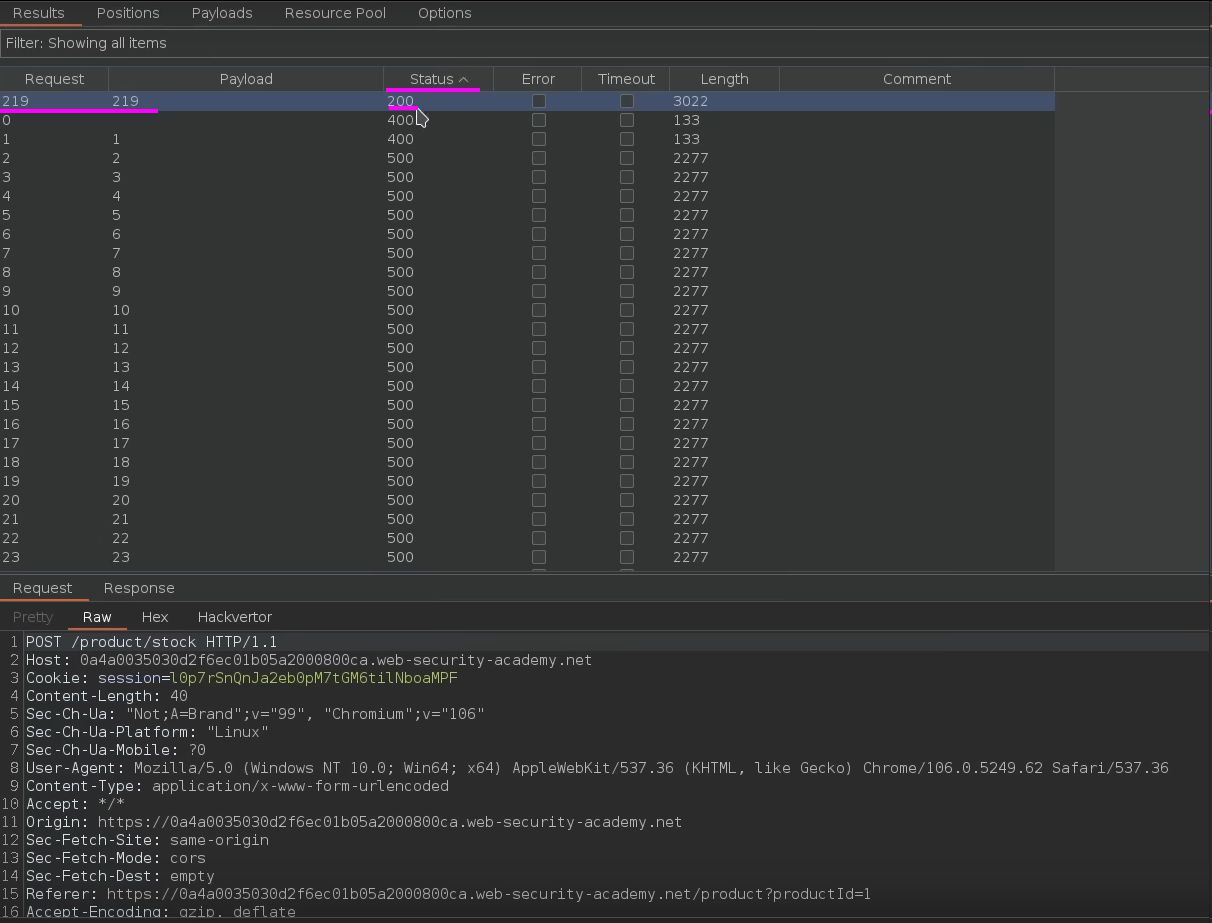 Results Positions Payloads Resource Pool Options
Filter: Showing all items
Request Payload Status Error Timeout Length Comment
219 219 200 3022
0 400 133
1 1 400 133
2 2 500 2277
3 3 500 2277
4 4 500 2277
5 5 500 2277
6 6 500 2277
7 7 500 2277
8 8 500 2277
9 9 500 2277
10 10 500 2277
11 11 500 2277
12 12 500 2277
13 13 500 2277
14 14 500 2277
15 15 500 2277
16 16 500 2277
17 17 500 2277
18 18 500 2277
19 19 500 2277
20 20 500 2277
21 21 500 2277
22 22 500 2277
23 23 500 2277
Request Response
Pretty Raw Hex Hackvertor
1 POST /product/stock HTTP/1.1
2 Host: 0a4a0035030d2f6ec01b05a2000800ca.web-security-academy.net
3 Cookie: session=l0p7rSnQnJa2eb0pM7tGM6tilNboaMPF
4 Content-Length: 40
5 Sec-Ch-Ua: "Not;A=Brand";v="99", "Chromium";v="106"
6 Sec-Ch-Ua-Platform: "Linux"
7 Sec-Ch-Ua-Mobile: ?0
8 User-Agent: Mozilla/5.0 (Windows NT 10.0; Win64; x64) AppleWebKit/537.36 (KHTML, like Gecko) Chrome/106.0.5249.62 Safari/537.36
9 Content-Type: application/x-www-form-urlencoded
10 Accept: */*
11 Origin: https://0a4a0035030d2f6ec01b05a2000800ca.web-security-academy.net
12 Sec-Fetch-Site: same-origin
13 Sec-Fetch-Mode: cors
14 Sec-Fetch-Dest: empty
15 Referer: https://0a4a0035030d2f6ec01b05a2000800ca.web-security-academy.net/product?productId=1
16 Accept-Encoding: gzip, deflate